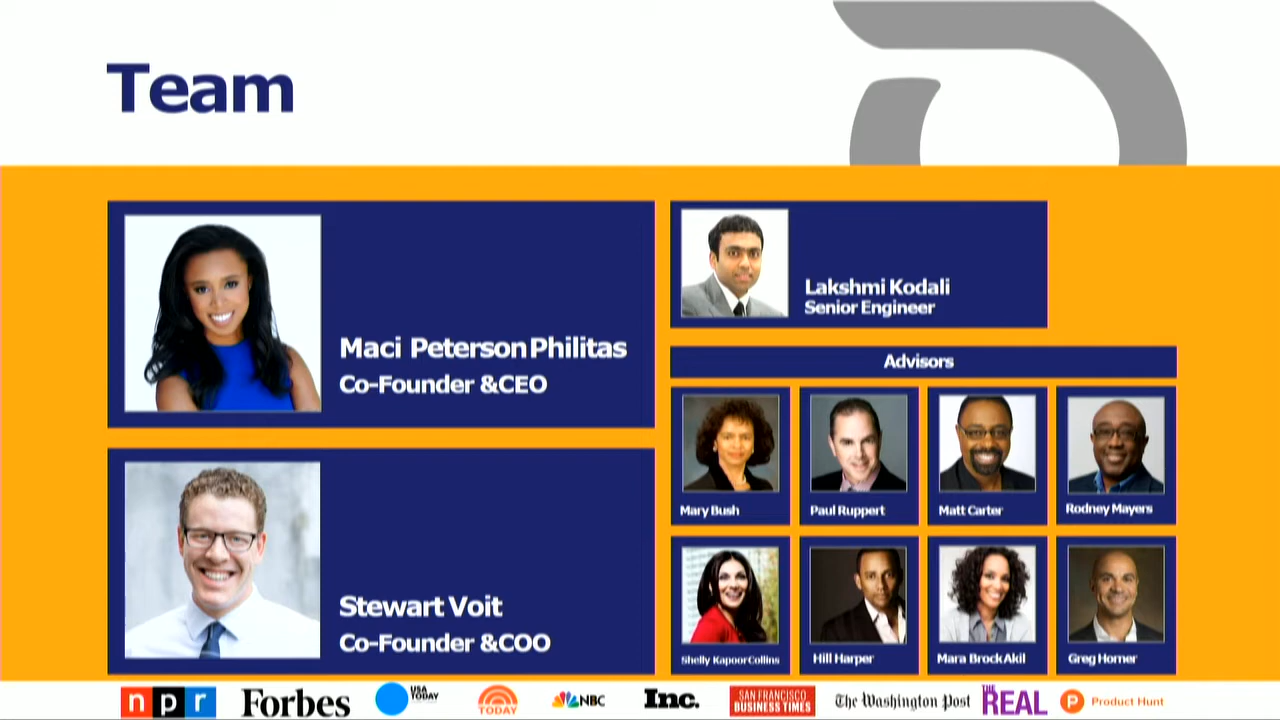 Team
Maci Peterson Philitas
Co-Founder &CEO
Stewart Voit
Co-Founder &COO
Lakshmi Kodali
Senior Engineer
Advisors
Mary Bush
Paul Ruppert
Matt Carter
Rodney Mayers
Shelly Kapoor Collins
Hill Harper
Mara Brock Akil
Greg Horner
npr
Forbes
USA
TODAY
TODAY
NBC
Inc.
SAN FRANCISCO
BUSINESS TIMES
The Washington Post
THE
REAL
P
Product Hunt